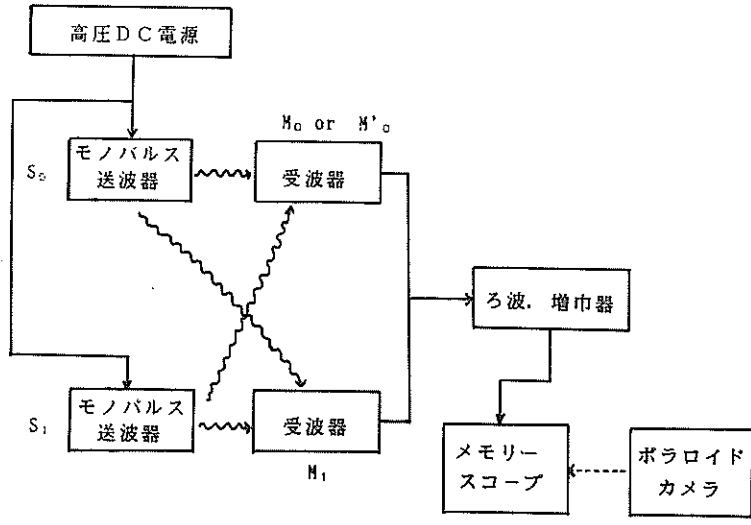 高圧DC電源
M₀ or M'₀
S₀
モノパルス
送波器
受波器
ろ波.増巾器
S₁
モノパルス
送波器
受波器
M₁
メモリー
スコープ
ポラロイド
カメラ